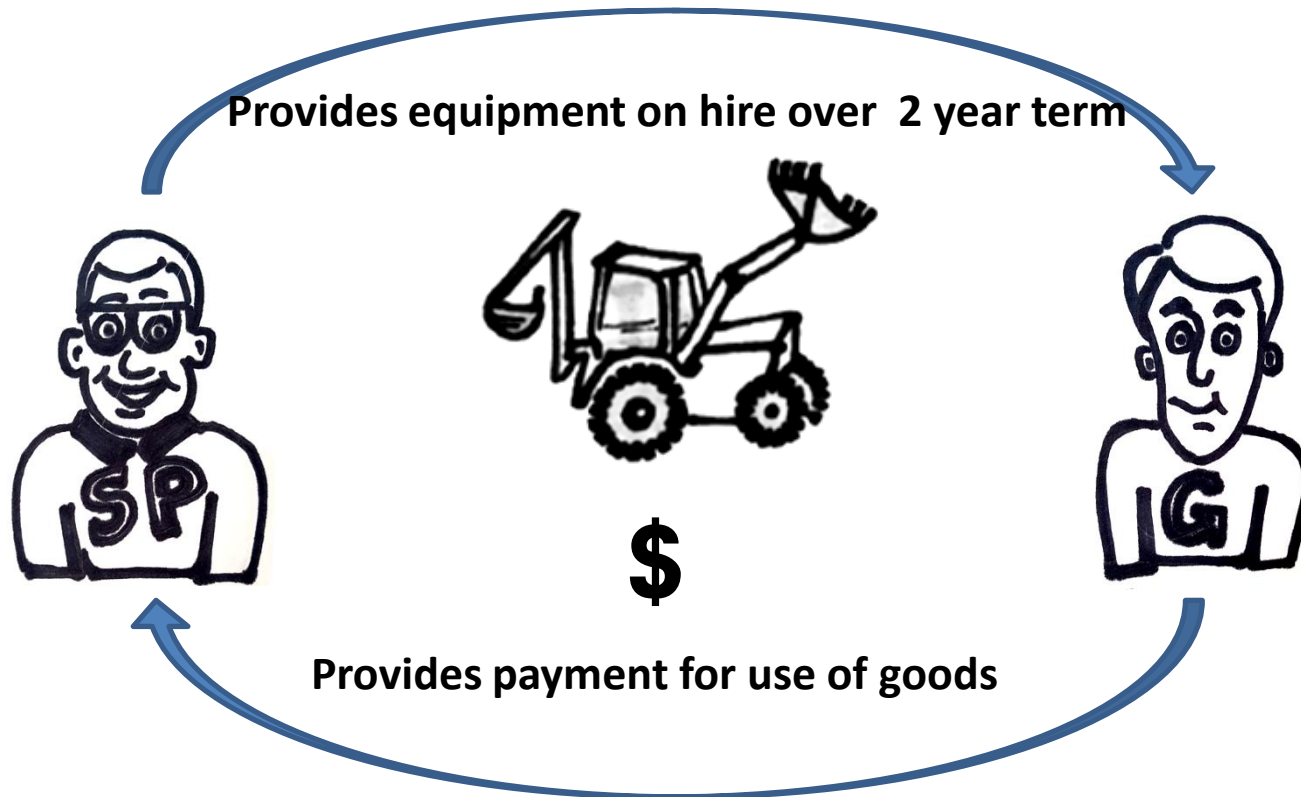 Provides equipment on hire over 2 year term
SP
G
$
Provides payment for use of goods